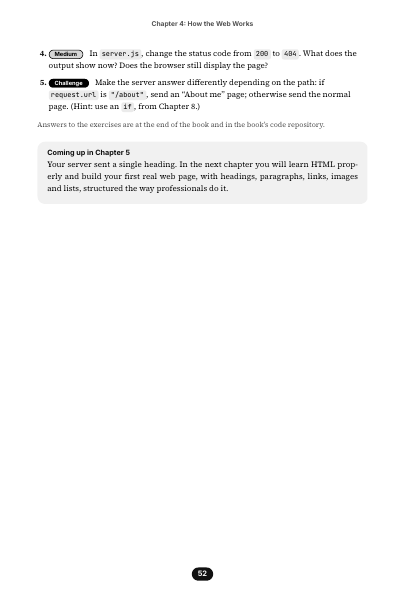 Chapter 4: How the Web Works
4. Medium In server.js, change the status code from 200 to 404. What does the
output show now? Does the browser still display the page?
5. Challenge Make the server answer differently depending on the path: if
request.url is "/about", send an “About me” page; otherwise send the normal
page. (Hint: use an if, from Chapter 8.)
Answers to the exercises are at the end of the book and in the book’s code repository.
Coming up in Chapter 5
Your server sent a single heading. In the next chapter you will learn HTML prop-
erly and build your first real web page, with headings, paragraphs, links, images
and lists, structured the way professionals do it.
52